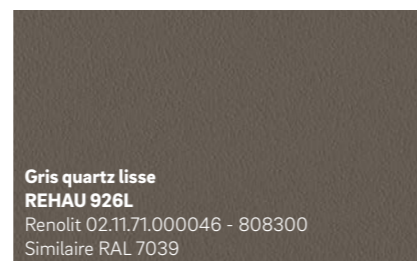 Gris quartz lisse
REHAU 926L
Renolit 02.11.71.000046 - 808300
Similaire RAL 7039